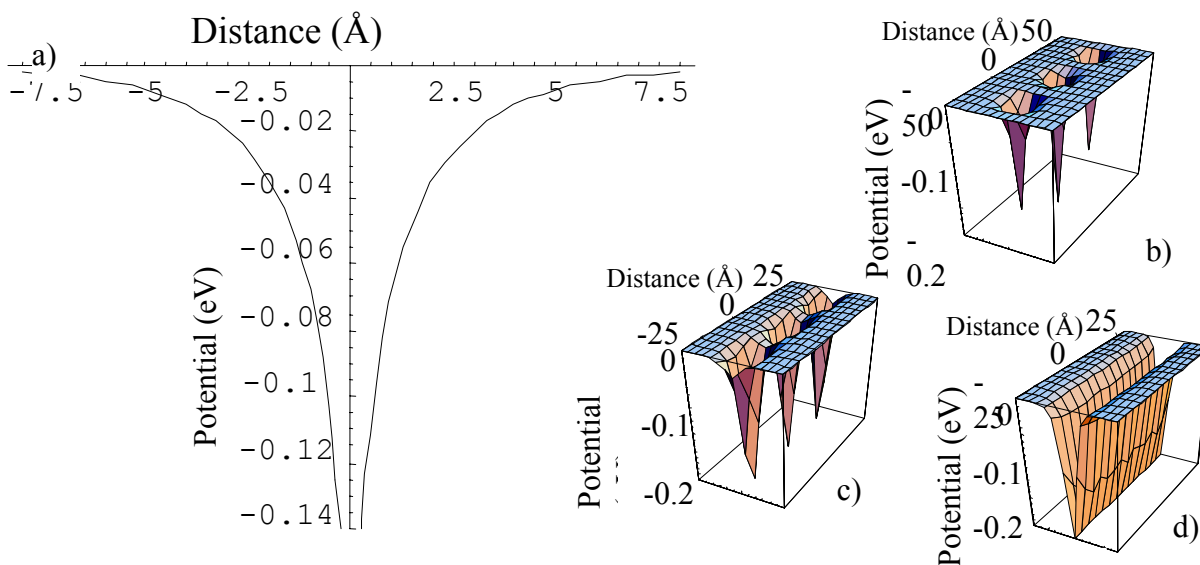 Distance (Å)
a)
-7.5 -5 -2.5 2.5 5 7.5
-0.02
-0.04
-0.06
-0.08
-0.1
-0.12
-0.14
Potential (eV)
Distance (Å) 50
0
-
50
0
-0.1
-
0.2
Potential (eV)
b)
Distance (Å) 25
0
-25
0
-0.1
-0.2
Potential
c)
Distance (Å) 25
0
-
25
0
-0.1
-0.2
Potential (eV)
d)